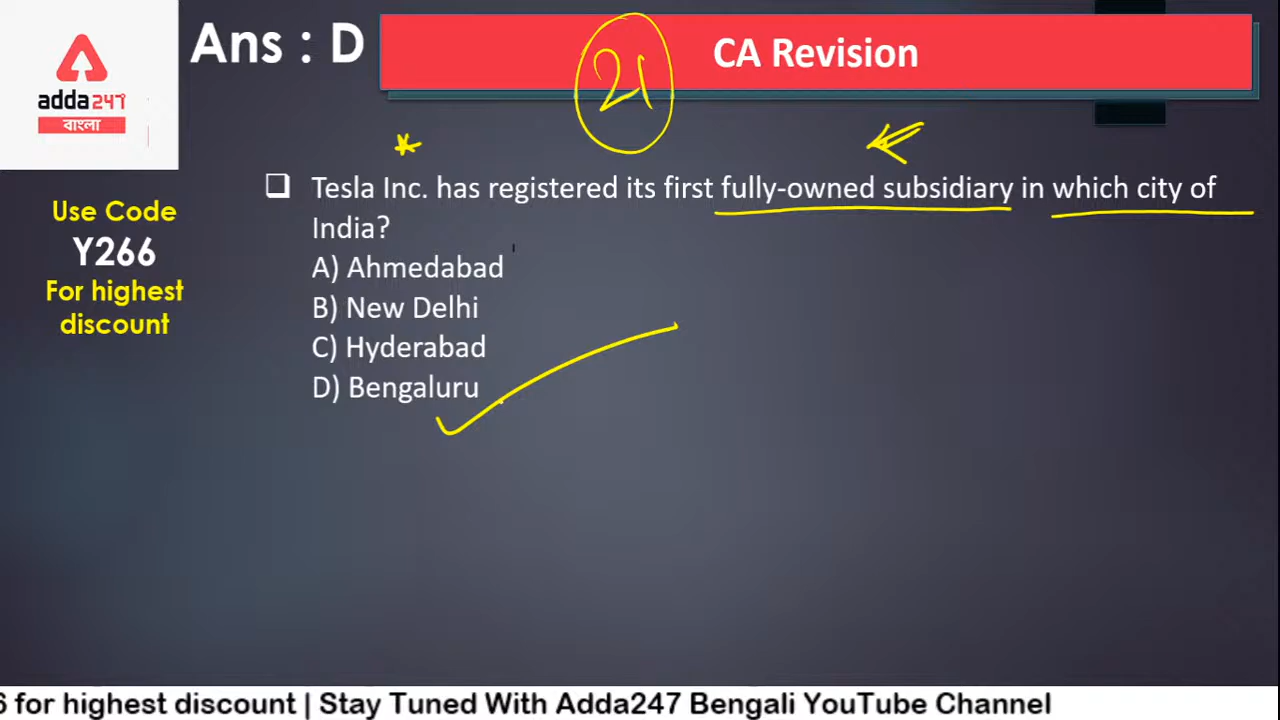 Ans : D
21
CA Revision
adda247
বাংলা
Use Code
Y266
For highest
discount
Tesla Inc. has registered its first fully-owned subsidiary in which city of
India?
A) Ahmedabad
B) New Delhi
C) Hyderabad
D) Bengaluru
6 for highest discount | Stay Tuned With Adda247 Bengali YouTube Channel